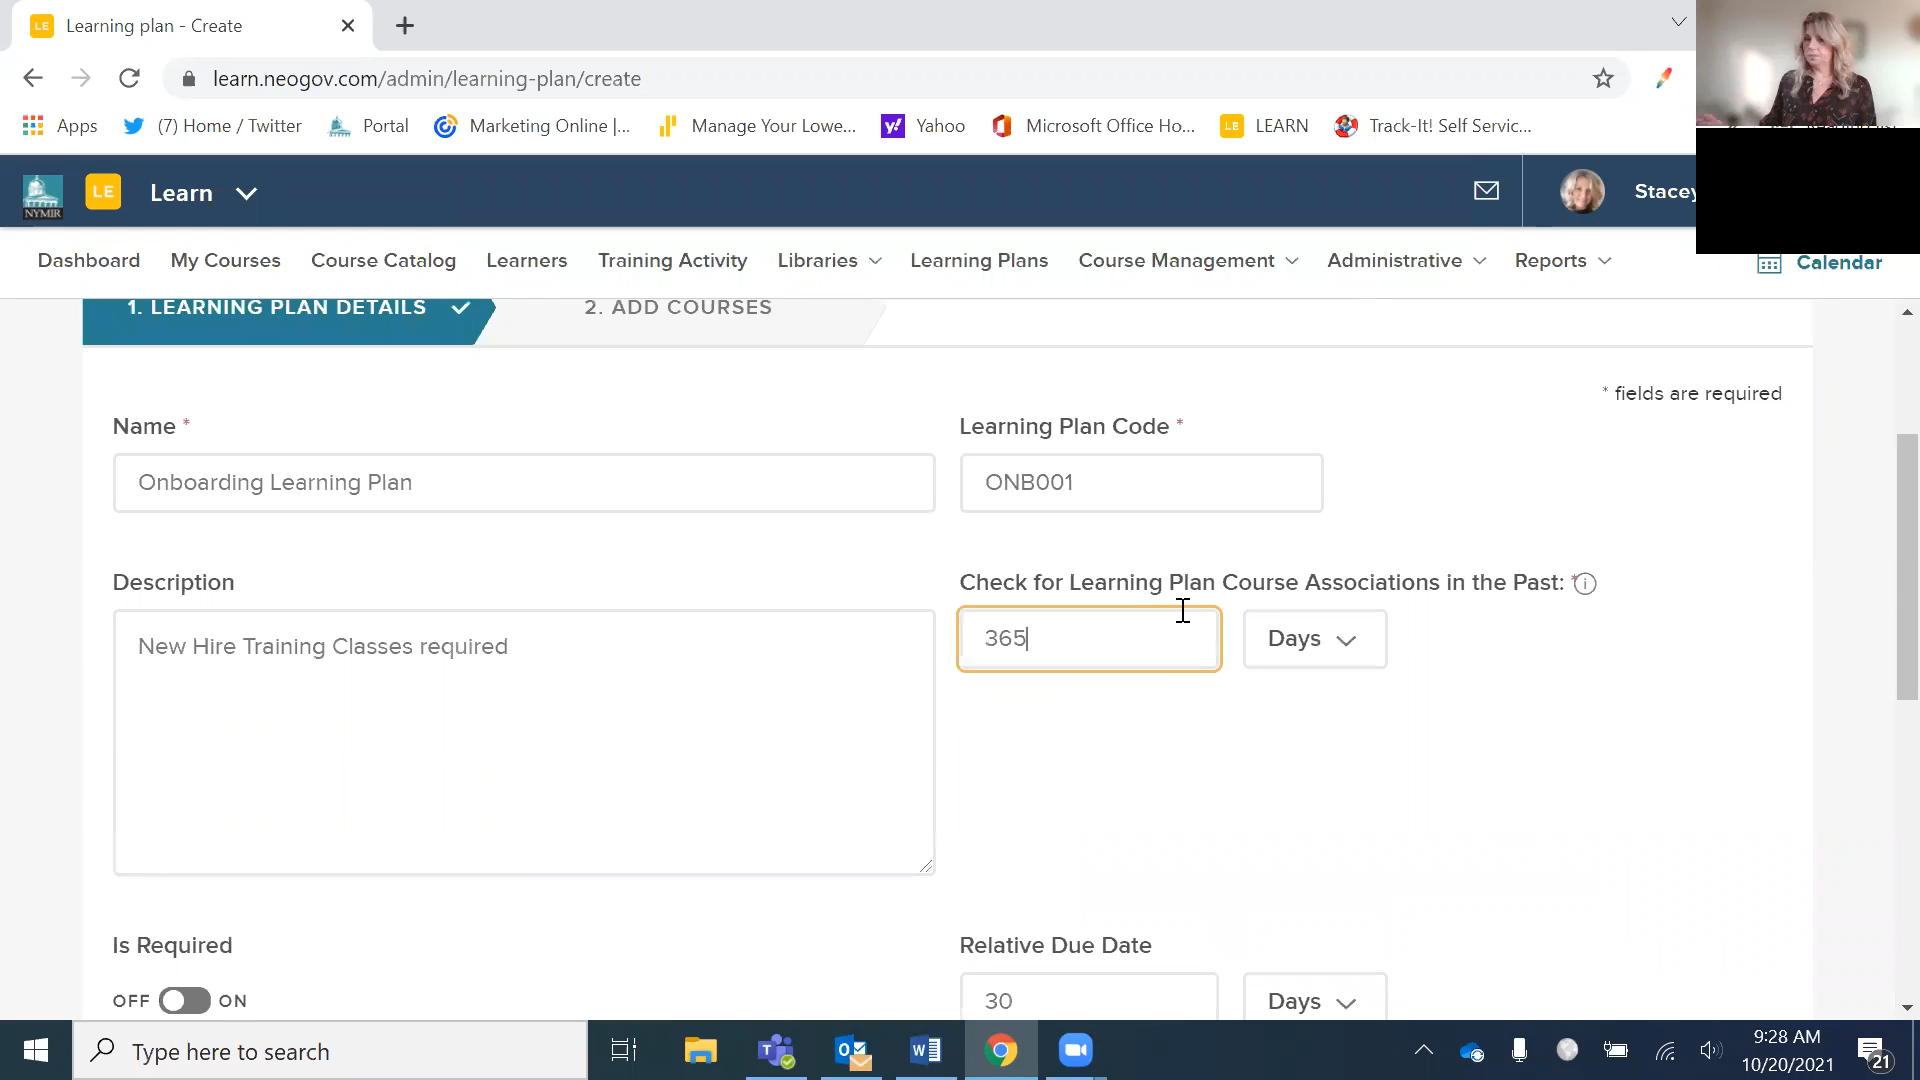 LE Learning plan - Create
learn.neogov.com/admin/learning-plan/create
Apps (7) Home / Twitter Portal Marketing Online |... Manage Your Lowe... Yahoo Microsoft Office Ho... LE LEARN Track-It! Self Servic...
NYMIR LE Learn Stacey
Dashboard My Courses Course Catalog Learners Training Activity Libraries Learning Plans Course Management Administrative Reports Calendar
1. LEARNING PLAN DETAILS 2. ADD COURSES
* fields are required
Name * Learning Plan Code *
Onboarding Learning Plan ONB001
Description Check for Learning Plan Course Associations in the Past: *
New Hire Training Classes required 365 Days
Is Required Relative Due Date
OFF ON 30 Days
Type here to search
9:28 AM
10/20/2021
21